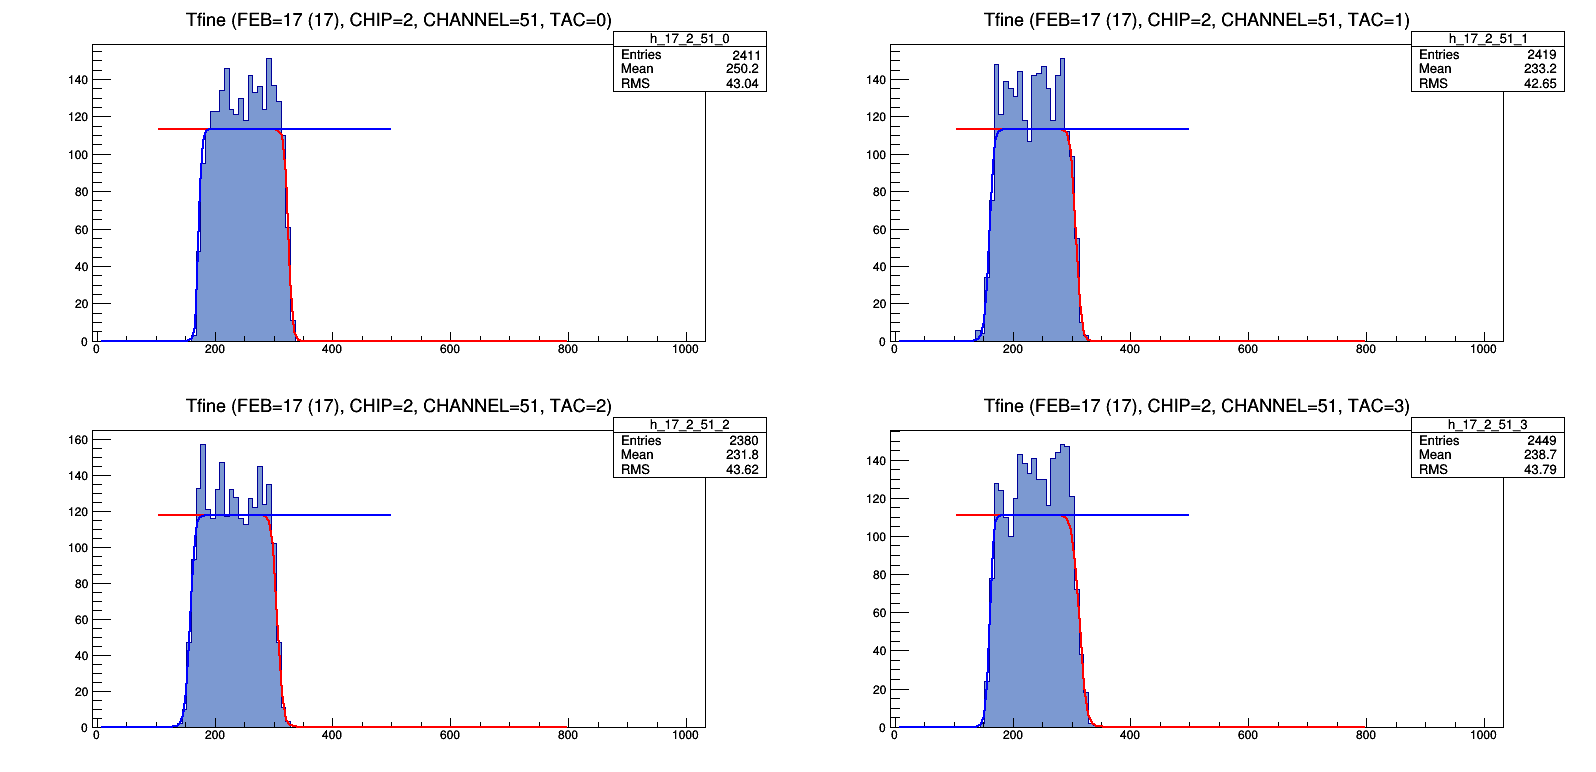 Tfine (FEB=17 (17), CHIP=2, CHANNEL=51, TAC=0)
h_17_2_51_0
Entries 2411
Mean 250.2
RMS 43.04
140
120
100
80
60
40
20
0
0 200 400 600 800 1000
Tfine (FEB=17 (17), CHIP=2, CHANNEL=51, TAC=1)
h_17_2_51_1
Entries 2419
Mean 233.2
RMS 42.65
140
120
100
80
60
40
20
0
0 200 400 600 800 1000
Tfine (FEB=17 (17), CHIP=2, CHANNEL=51, TAC=2)
h_17_2_51_2
Entries 2380
Mean 231.8
RMS 43.62
160
140
120
100
80
60
40
20
0
0 200 400 600 800 1000
Tfine (FEB=17 (17), CHIP=2, CHANNEL=51, TAC=3)
h_17_2_51_3
Entries 2449
Mean 238.7
RMS 43.79
140
120
100
80
60
40
20
0
0 200 400 600 800 1000